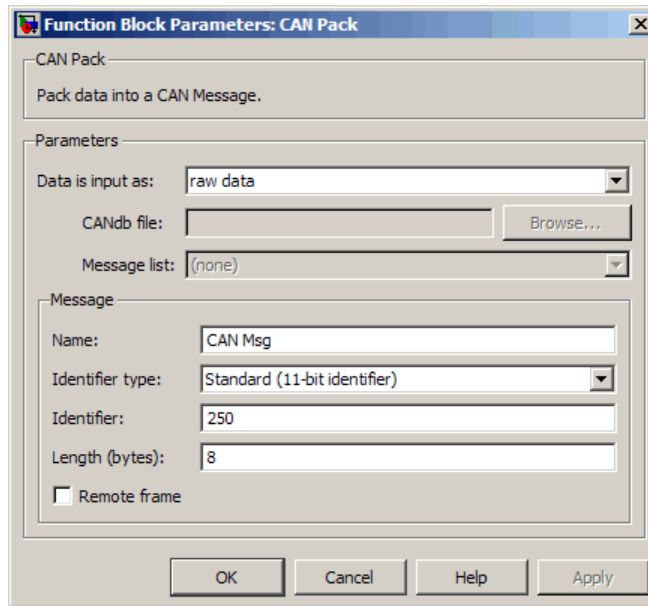 Function Block Parameters: CAN Pack
CAN Pack
Pack data into a CAN Message.
Parameters
Data is input as: raw data
CANdb file: Browse...
Message list: (none)
Message
Name: CAN Msg
Identifier type: Standard (11-bit identifier)
Identifier: 250
Length (bytes): 8
Remote frame
OK Cancel Help Apply